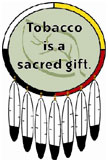 Tobacco
is a
sacred gift.